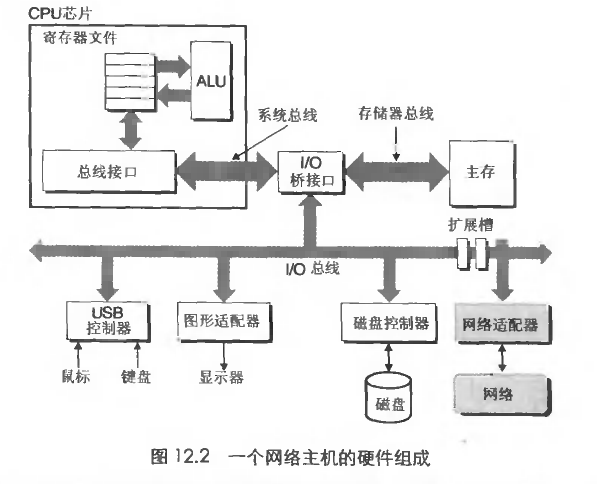 CPU芯片
寄存器文件
ALU
系统总线
存储器总线
总线接口
I/O
桥接口
主存
扩展槽
I/O 总线
USB
控制器
图形适配器
磁盘控制器
网络适配器
鼠标
键盘
显示器
磁盘
网络
图 12.2 一个网络主机的硬件组成